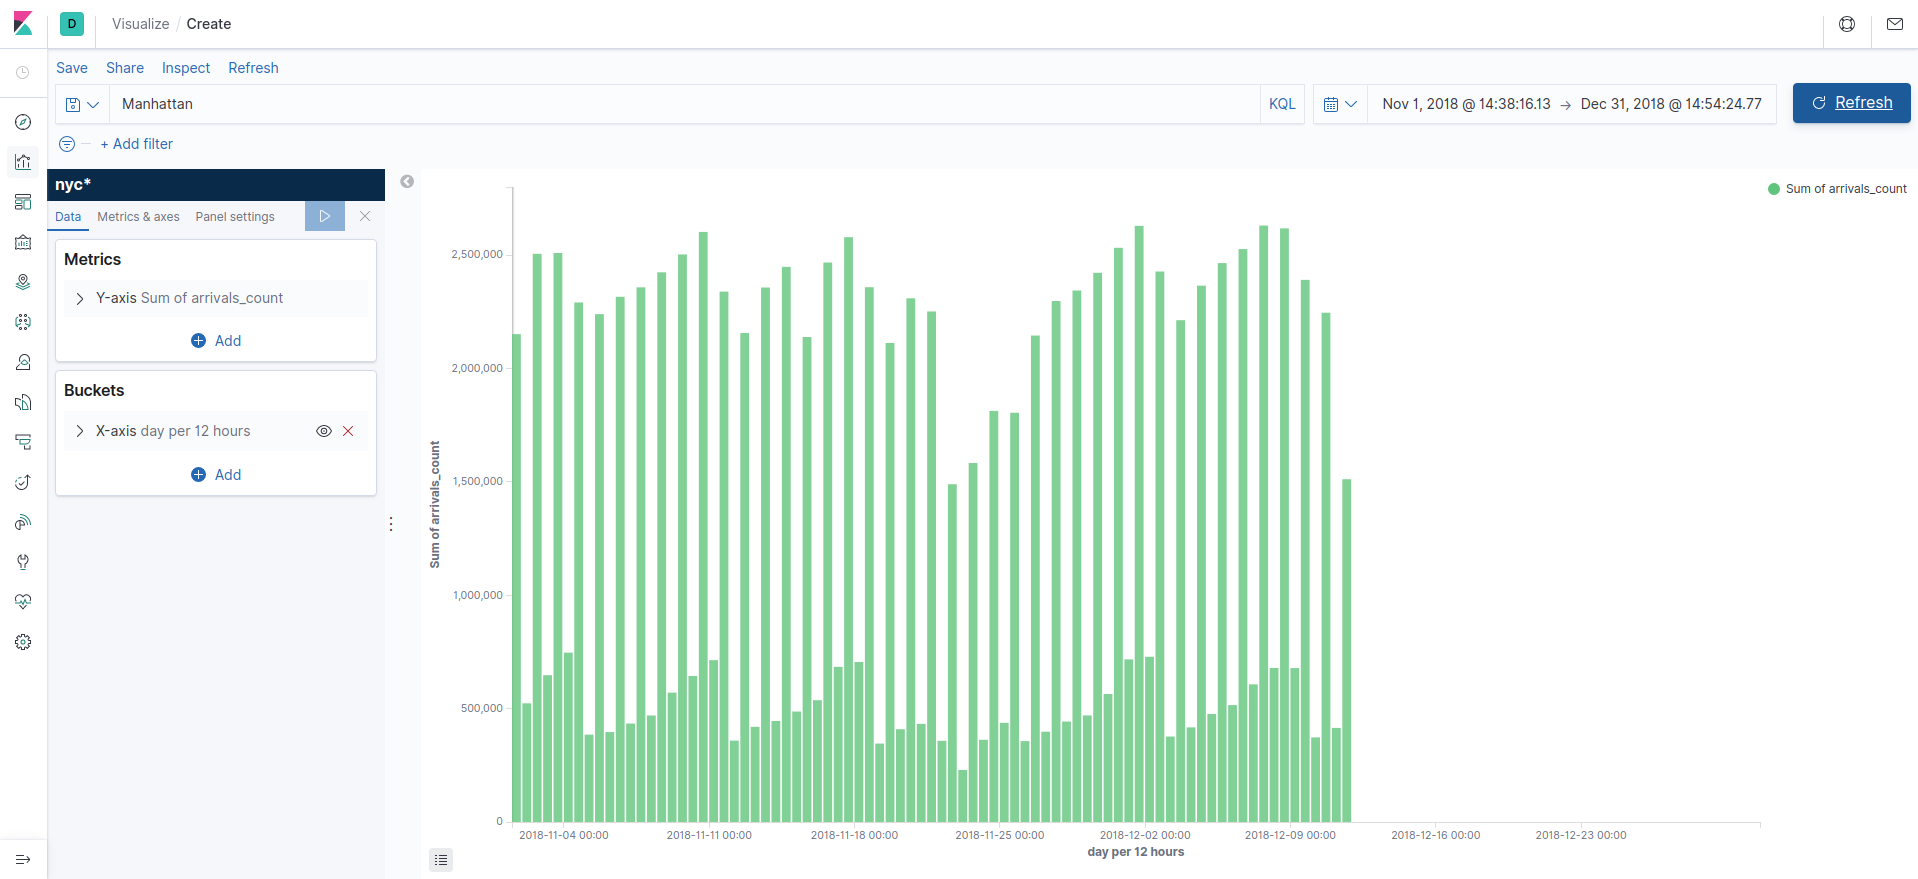 D Visualize / Create
Save Share Inspect Refresh
Manhattan KQL Nov 1, 2018 @ 14:38:16.13 → Dec 31, 2018 @ 14:54:24.77 Refresh
+ Add filter
nyc*
Data Metrics & axes Panel settings
Metrics
Y-axis Sum of arrivals_count
Add
Buckets
X-axis day per 12 hours
Add
Sum of arrivals_count
Sum of arrivals_count
2,500,000
2,000,000
1,500,000
1,000,000
500,000
0
2018-11-04 00:00 2018-11-11 00:00 2018-11-18 00:00 2018-11-25 00:00 2018-12-02 00:00 2018-12-09 00:00 2018-12-16 00:00 2018-12-23 00:00
day per 12 hours